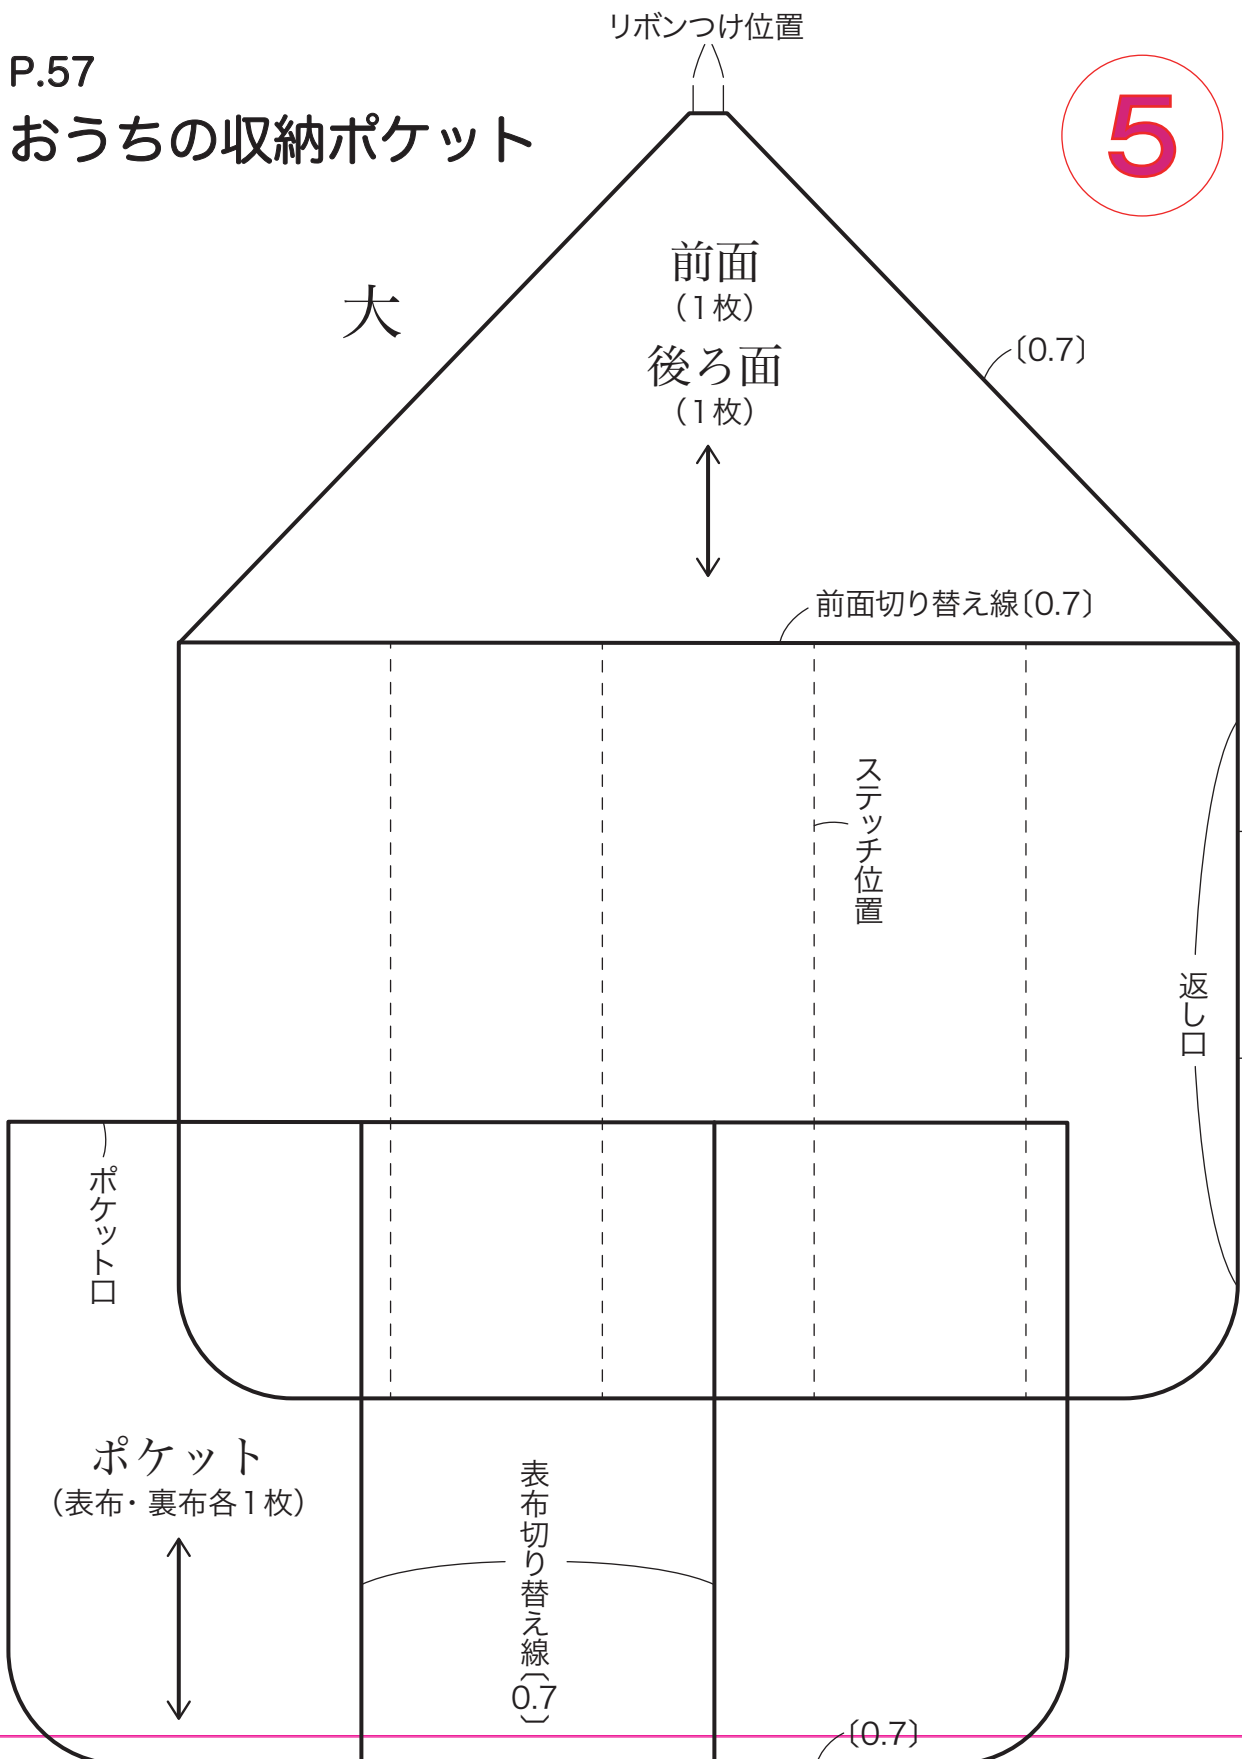 リボンつけ位置
P.57
おうちの収納ポケット
5
大
前面
（1枚）
後ろ面
（1枚）
〔0.7〕
前面切り替え線〔0.7〕
ステッチ位置
返し口
ポケット口
ポケット
（表布・裏布各1枚）
表布切り替え線〔0.7〕
〔0.7〕